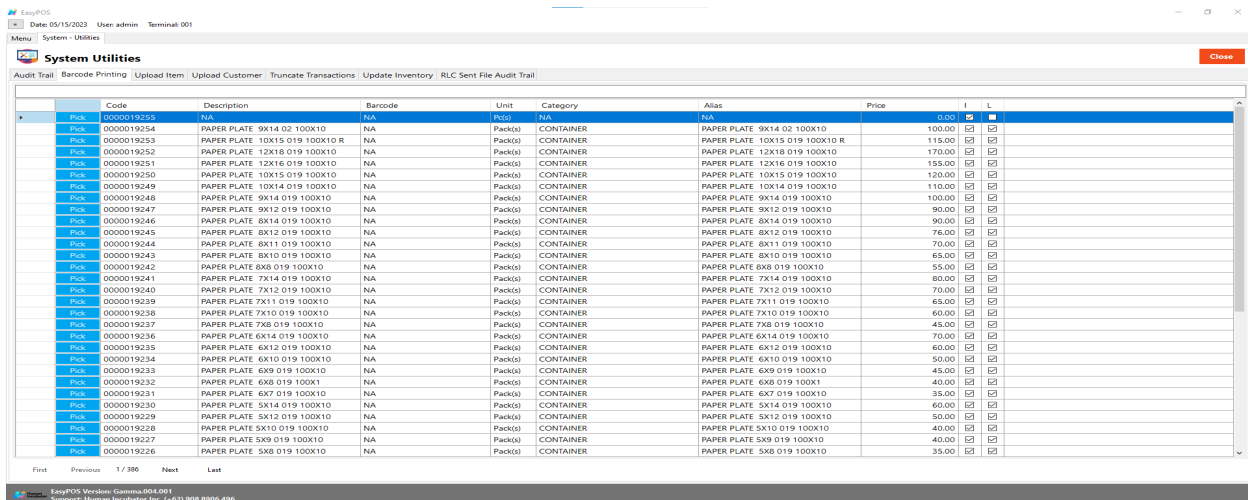 EasyPOS
Date: 05/15/2023 User: admin Terminal: 001
Menu System - Utilities
System Utilities
Close
Audit Trail Barcode Printing Upload Item Upload Customer Truncate Transactions Update Inventory RLC Sent File Audit Trail
Code Description Barcode Unit Category Alias Price I L
Pick 0000019255 NA NA Pc(s) NA NA 0.00
Pick 0000019254 PAPER PLATE 9X14 02 100X10 NA Pack(s) CONTAINER PAPER PLATE 9X14 02 100X10 100.00
Pick 0000019253 PAPER PLATE 10X15 019 100X10 R NA Pack(s) CONTAINER PAPER PLATE 10X15 019 100X10 R 115.00
Pick 0000019252 PAPER PLATE 12X18 019 100X10 NA Pack(s) CONTAINER PAPER PLATE 12X18 019 100X10 170.00
Pick 0000019251 PAPER PLATE 12X16 019 100X10 NA Pack(s) CONTAINER PAPER PLATE 12X16 019 100X10 155.00
Pick 0000019250 PAPER PLATE 10X15 019 100X10 NA Pack(s) CONTAINER PAPER PLATE 10X15 019 100X10 120.00
Pick 0000019249 PAPER PLATE 10X14 019 100X10 NA Pack(s) CONTAINER PAPER PLATE 10X14 019 100X10 110.00
Pick 0000019248 PAPER PLATE 9X14 019 100X10 NA Pack(s) CONTAINER PAPER PLATE 9X14 019 100X10 100.00
Pick 0000019247 PAPER PLATE 9X12 019 100X10 NA Pack(s) CONTAINER PAPER PLATE 9X12 019 100X10 90.00
Pick 0000019246 PAPER PLATE 8X14 019 100X10 NA Pack(s) CONTAINER PAPER PLATE 8X14 019 100X10 90.00
Pick 0000019245 PAPER PLATE 8X12 019 100X10 NA Pack(s) CONTAINER PAPER PLATE 8X12 019 100X10 76.00
Pick 0000019244 PAPER PLATE 8X11 019 100X10 NA Pack(s) CONTAINER PAPER PLATE 8X11 019 100X10 70.00
Pick 0000019243 PAPER PLATE 8X10 019 100X10 NA Pack(s) CONTAINER PAPER PLATE 8X10 019 100X10 65.00
Pick 0000019242 PAPER PLATE 8X8 019 100X10 NA Pack(s) CONTAINER PAPER PLATE 8X8 019 100X10 55.00
Pick 0000019241 PAPER PLATE 7X14 019 100X10 NA Pack(s) CONTAINER PAPER PLATE 7X14 019 100X10 80.00
Pick 0000019240 PAPER PLATE 7X12 019 100X10 NA Pack(s) CONTAINER PAPER PLATE 7X12 019 100X10 70.00
Pick 0000019239 PAPER PLATE 7X11 019 100X10 NA Pack(s) CONTAINER PAPER PLATE 7X11 019 100X10 65.00
Pick 0000019238 PAPER PLATE 7X10 019 100X10 NA Pack(s) CONTAINER PAPER PLATE 7X10 019 100X10 60.00
Pick 0000019237 PAPER PLATE 7X8 019 100X10 NA Pack(s) CONTAINER PAPER PLATE 7X8 019 100X10 45.00
Pick 0000019236 PAPER PLATE 6X14 019 100X10 NA Pack(s) CONTAINER PAPER PLATE 6X14 019 100X10 70.00
Pick 0000019235 PAPER PLATE 6X12 019 100X10 NA Pack(s) CONTAINER PAPER PLATE 6X12 019 100X10 60.00
Pick 0000019234 PAPER PLATE 6X10 019 100X10 NA Pack(s) CONTAINER PAPER PLATE 6X10 019 100X10 50.00
Pick 0000019233 PAPER PLATE 6X9 019 100X10 NA Pack(s) CONTAINER PAPER PLATE 6X9 019 100X10 45.00
Pick 0000019232 PAPER PLATE 6X8 019 100X1 NA Pack(s) CONTAINER PAPER PLATE 6X8 019 100X1 40.00
Pick 0000019231 PAPER PLATE 6X7 019 100X10 NA Pack(s) CONTAINER PAPER PLATE 6X7 019 100X10 35.00
Pick 0000019230 PAPER PLATE 5X14 019 100X10 NA Pack(s) CONTAINER PAPER PLATE 5X14 019 100X10 60.00
Pick 0000019229 PAPER PLATE 5X12 019 100X10 NA Pack(s) CONTAINER PAPER PLATE 5X12 019 100X10 50.00
Pick 0000019228 PAPER PLATE 5X10 019 100X10 NA Pack(s) CONTAINER PAPER PLATE 5X10 019 100X10 40.00
Pick 0000019227 PAPER PLATE 5X9 019 100X10 NA Pack(s) CONTAINER PAPER PLATE 5X9 019 100X10 40.00
Pick 0000019226 PAPER PLATE 5X8 019 100X10 NA Pack(s) CONTAINER PAPER PLATE 5X8 019 100X10 35.00
First Previous 1 / 386 Next Last
EasyPOS Version: Gamma.004.001
Support: Human Incubator Inc. (+63) 908 8906 496